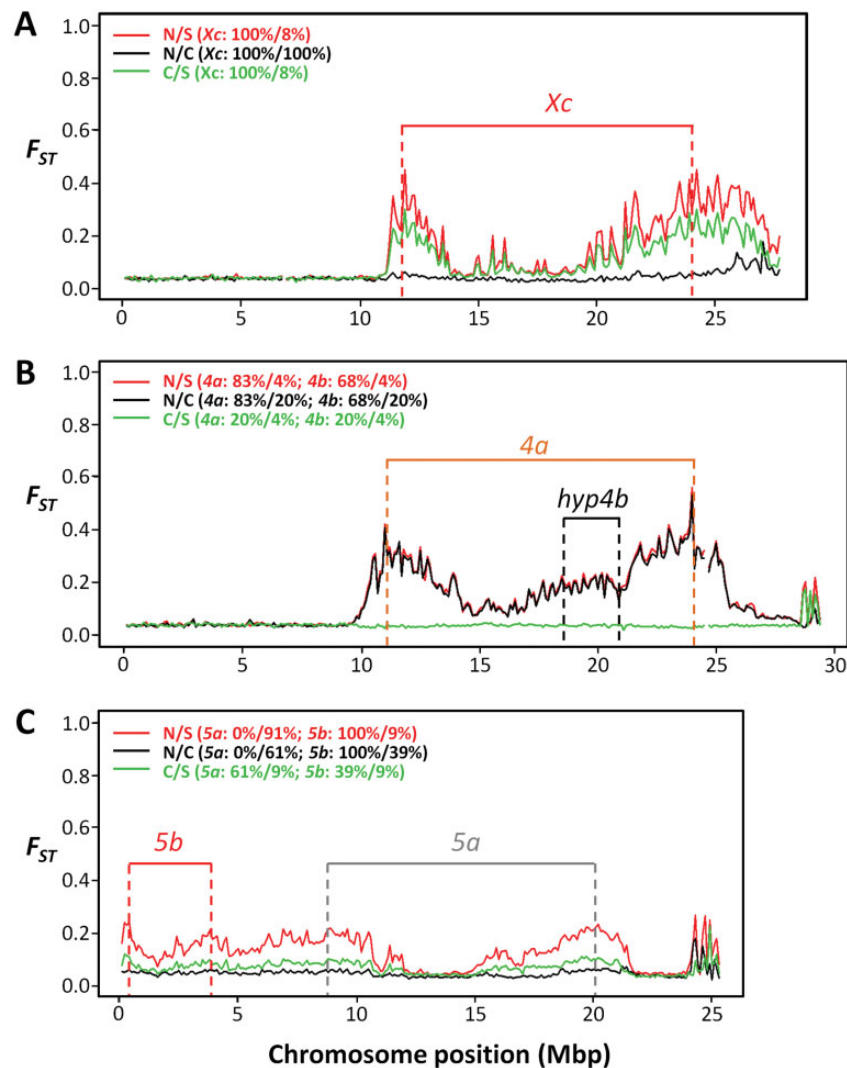 A
N/S (Xc: 100%/8%)
N/C (Xc: 100%/100%)
C/S (Xc: 100%/8%)
Xc
FST
1.0
0.8
0.6
0.4
0.2
0.0
0 5 10 15 20 25
B
N/S (4a: 83%/4%; 4b: 68%/4%)
N/C (4a: 83%/20%; 4b: 68%/20%)
C/S (4a: 20%/4%; 4b: 20%/4%)
4a
hyp4b
FST
1.0
0.8
0.6
0.4
0.2
0.0
0 5 10 15 20 25 30
C
N/S (5a: 0%/91%; 5b: 100%/9%)
N/C (5a: 0%/61%; 5b: 100%/39%)
C/S (5a: 61%/9%; 5b: 39%/9%)
5b 5a
FST
1.0
0.8
0.6
0.4
0.2
0.0
0 5 10 15 20 25
Chromosome position (Mbp)